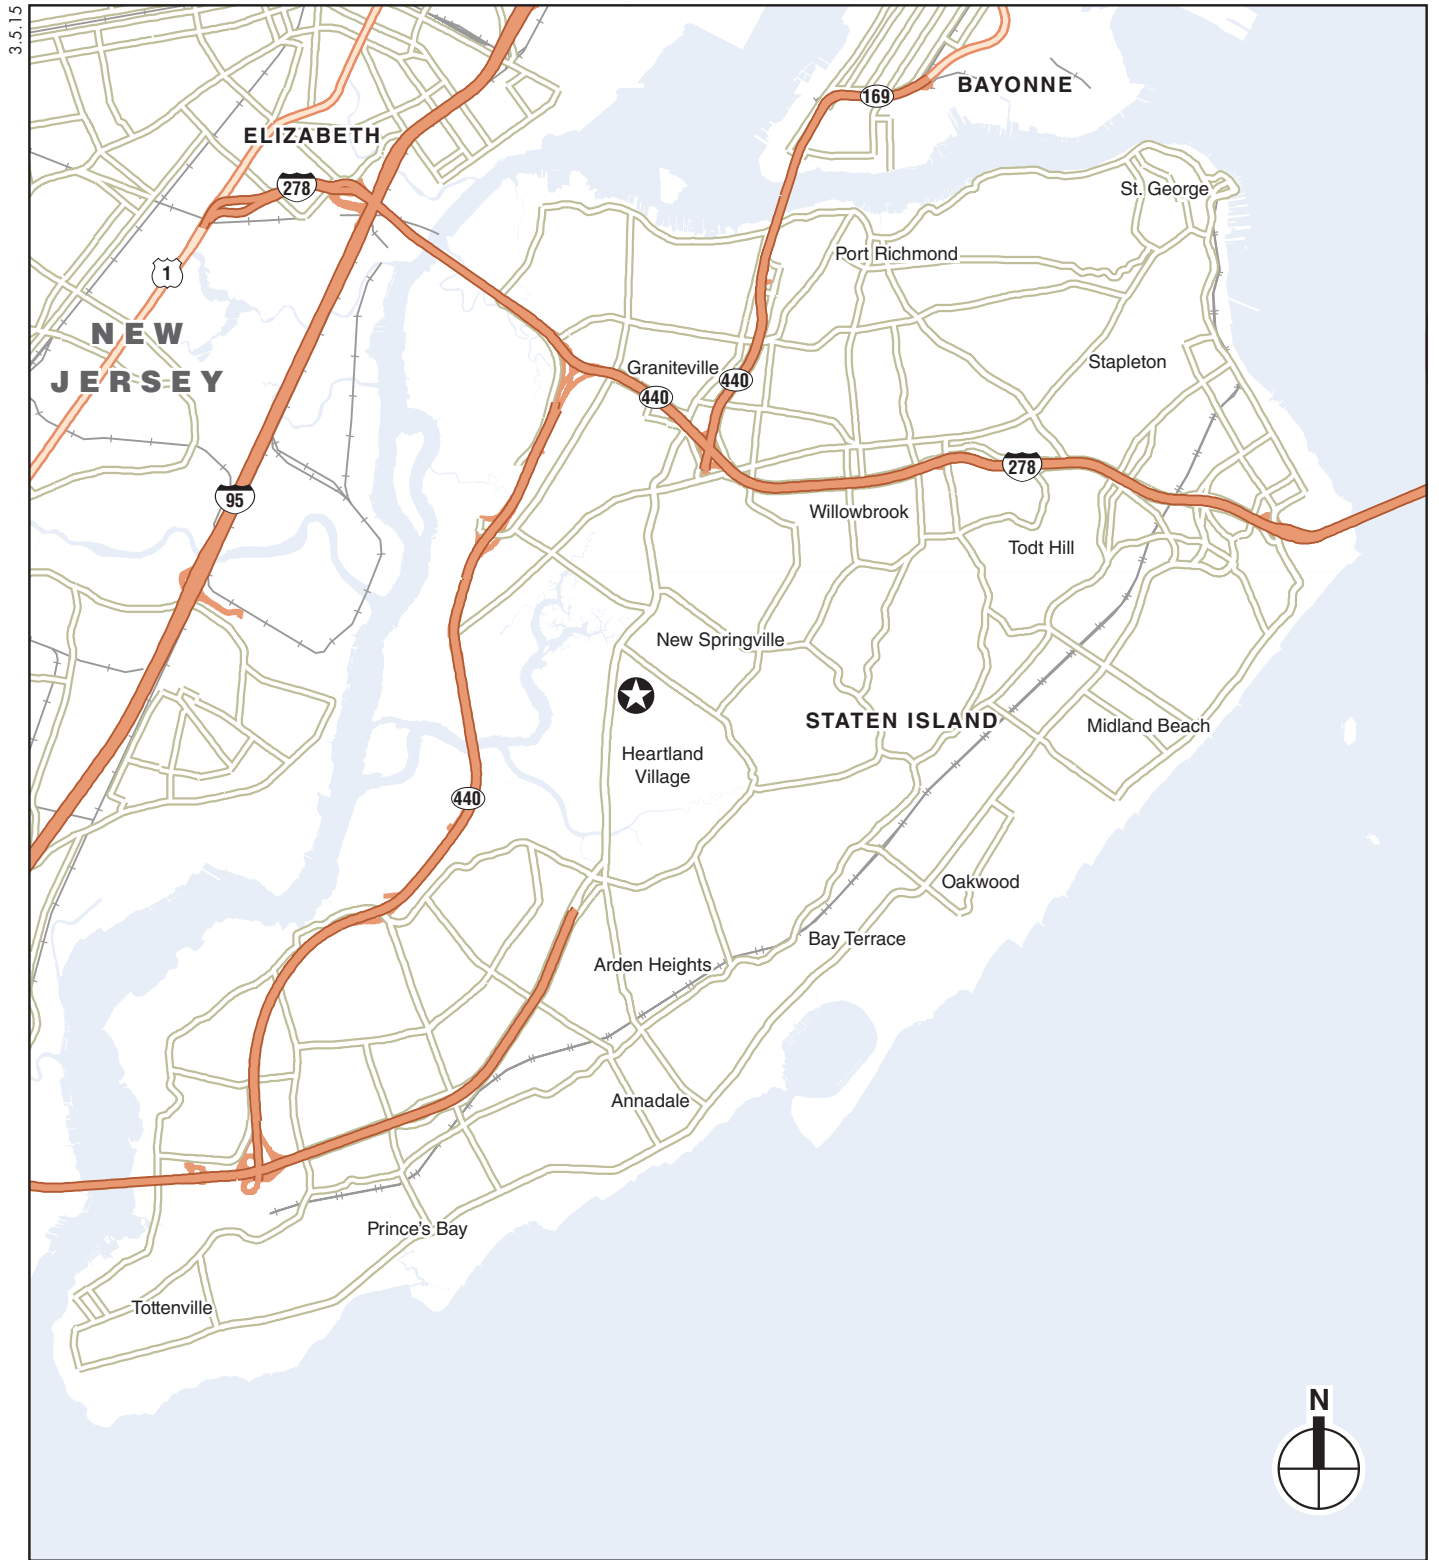 3.5.15
BAYONNE
169
ELIZABETH
278
St. George
Port Richmond
1
NEW
JERSEY
Graniteville
440
440
Stapleton
278
95
Willowbrook
Todt Hill
New Springville
STATEN ISLAND
Midland Beach
Heartland
Village
440
Oakwood
Bay Terrace
Arden Heights
Annadale
Prince's Bay
Tottenville
N